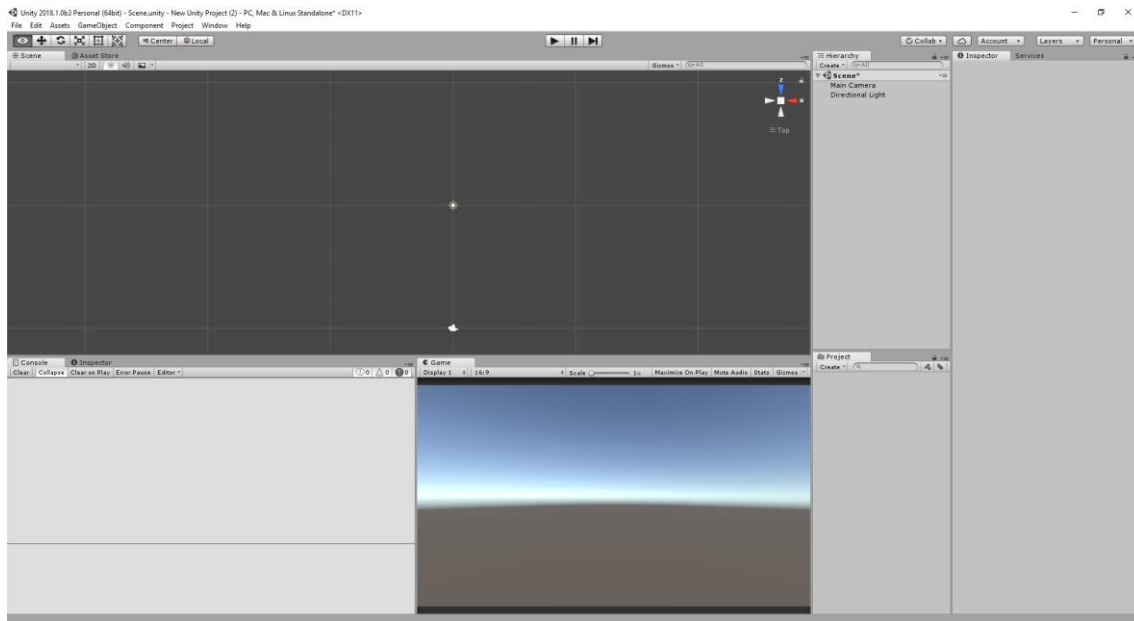 Unity 2018.1.0b3 Personal (64bit) - Scene.unity - New Unity Project (2) - PC, Mac & Linux Standalone* <DX11>
File Edit Assets GameObject Component Project Window Help
Center Local Collab Account Layers Personal
Scene Asset Store
2D Gizmos All
z
x
Top
Hierarchy
Create All
Scene*
Main Camera
Directional Light
Inspector Services
Console Inspector
Clear Collapse Clear on Play Error Pause Editor 0 0 0
Game
Display 1 16:9 Scale 1x Maximize On Play Mute Audio Stats Gizmos
Project
Create